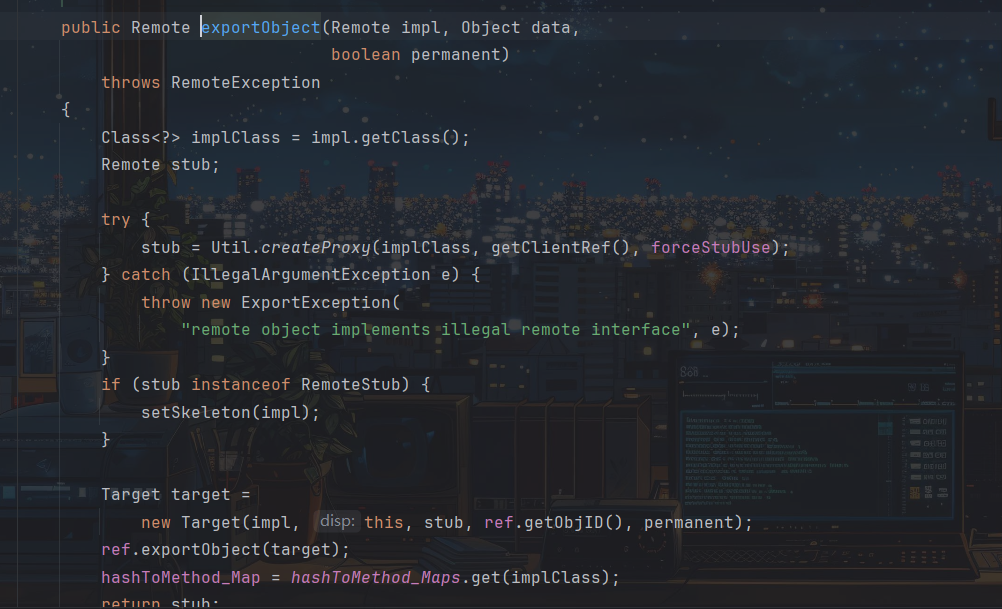 public Remote exportObject(Remote impl, Object data,
boolean permanent)
throws RemoteException
{
Class<?> implClass = impl.getClass();
Remote stub;
try {
stub = Util.createProxy(implClass, getClientRef(), forceStubUse);
} catch (IllegalArgumentException e) {
throw new ExportException(
"remote object implements illegal remote interface", e);
}
if (stub instanceof RemoteStub) {
setSkeleton(impl);
}
Target target =
new Target(impl, disp: this, stub, ref.getObjID(), permanent);
ref.exportObject(target);
hashToMethod_Map = hashToMethod_Maps.get(implClass);
return stub;